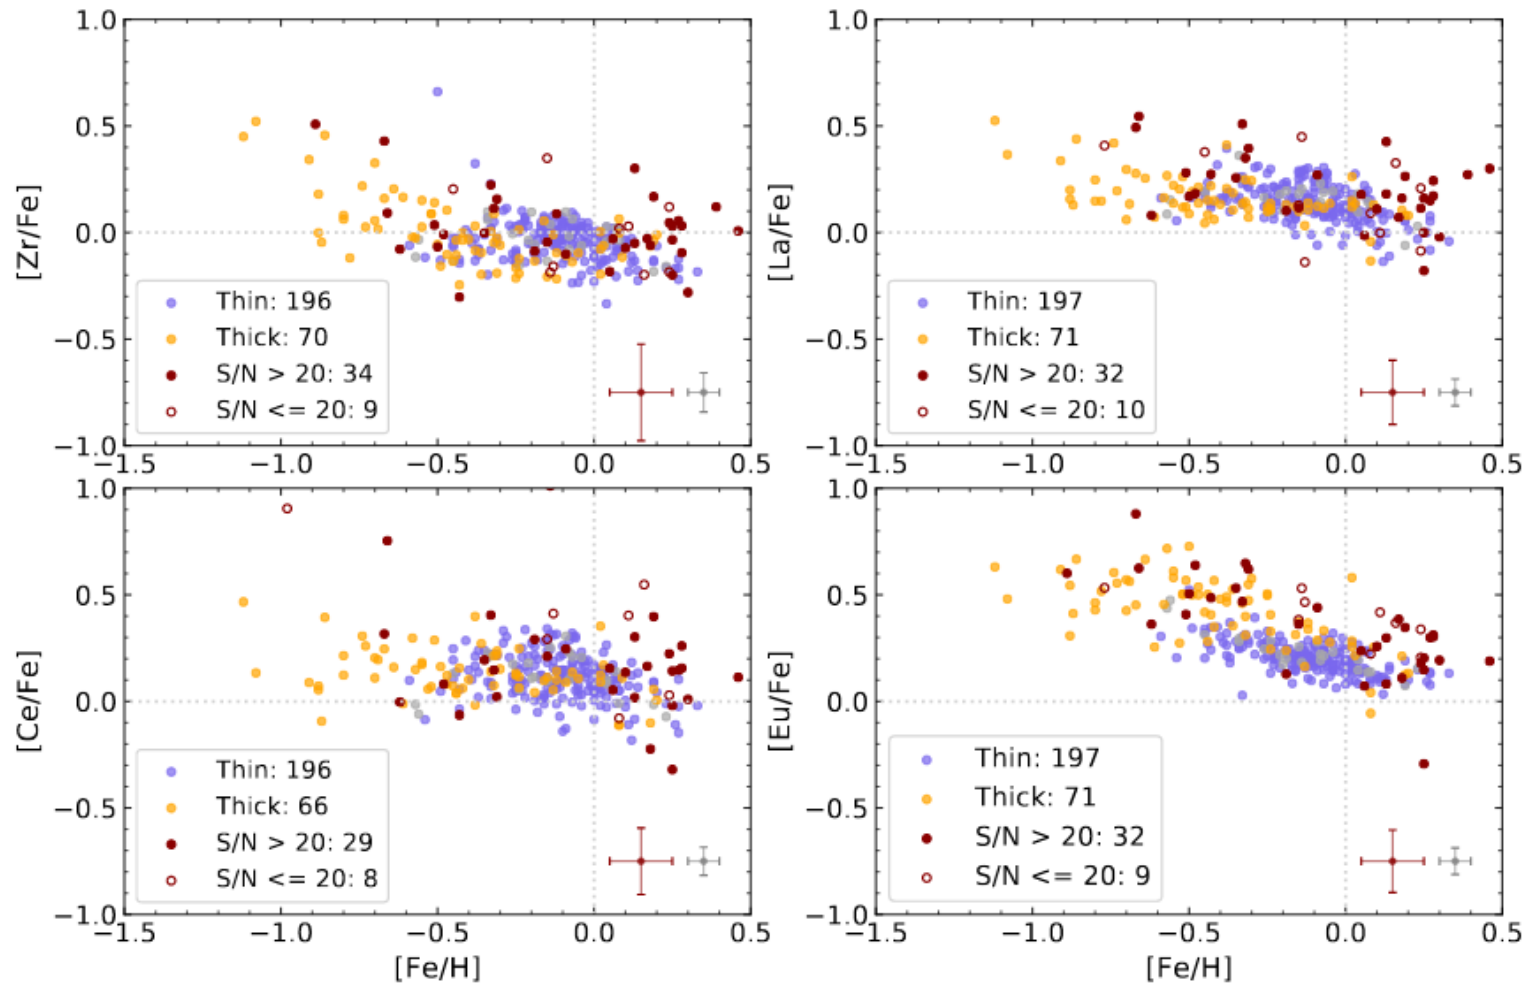 1.0
0.5
0.0
−0.5
−1.0
[Zr/Fe]
Thin: 196
Thick: 70
S/N > 20: 34
S/N <= 20: 9
−1.5 −1.0 −0.5 0.0 0.5
1.0
0.5
0.0
−0.5
−1.0
[La/Fe]
Thin: 197
Thick: 71
S/N > 20: 32
S/N <= 20: 10
−1.5 −1.0 −0.5 0.0 0.5
1.0
0.5
0.0
−0.5
−1.0
[Ce/Fe]
Thin: 196
Thick: 66
S/N > 20: 29
S/N <= 20: 8
−1.5 −1.0 −0.5 0.0 0.5
[Fe/H]
1.0
0.5
0.0
−0.5
−1.0
[Eu/Fe]
Thin: 197
Thick: 71
S/N > 20: 32
S/N <= 20: 9
−1.5 −1.0 −0.5 0.0 0.5
[Fe/H]